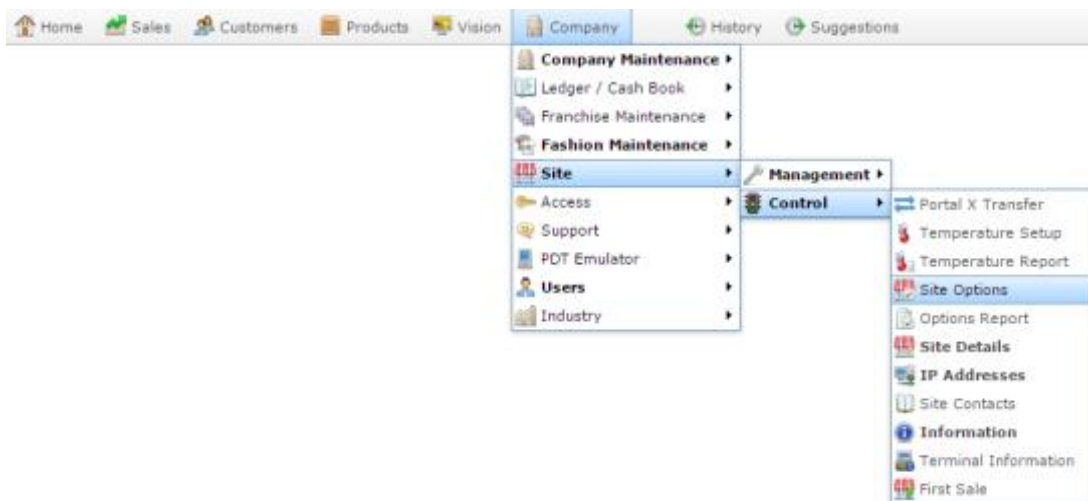 Home Sales Customers Products Vision Company History Suggestions
Company Maintenance
Ledger / Cash Book
Franchise Maintenance
Fashion Maintenance
Site
Access
Support
PDT Emulator
Users
Industry
Management
Control
Portal X Transfer
Temperature Setup
Temperature Report
Site Options
Options Report
Site Details
IP Addresses
Site Contacts
Information
Terminal Information
First Sale